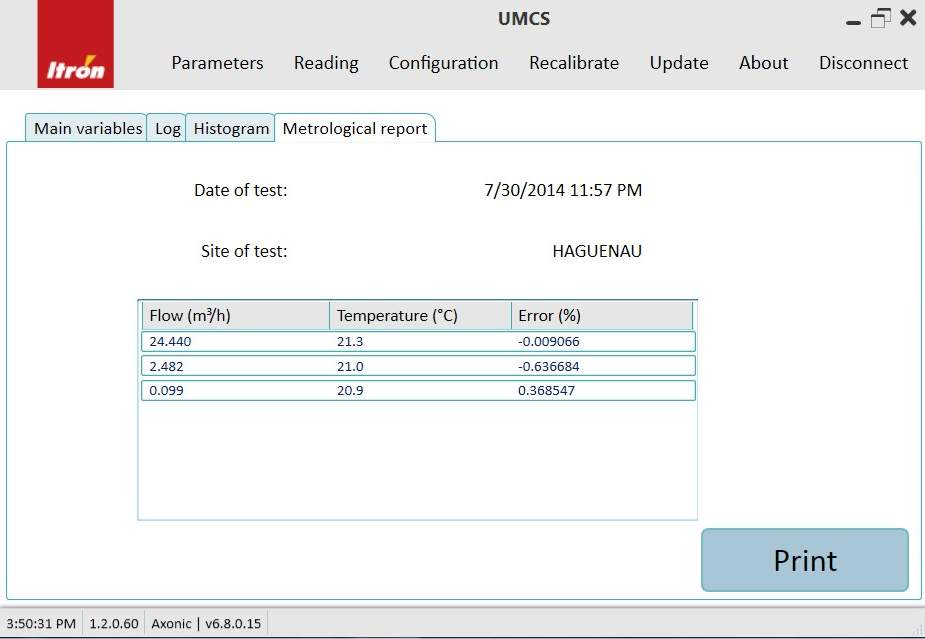 UMCS
Itrón
Parameters Reading Configuration Recalibrate Update About Disconnect
Main variables Log Histogram Metrological report
Date of test: 7/30/2014 11:57 PM
Site of test: HAGUENAU
Flow (m³/h) Temperature (°C) Error (%)
24.440 21.3 -0.009066
2.482 21.0 -0.636684
0.099 20.9 0.368547
Print
3:50:31 PM 1.2.0.60 Axonic | v6.8.0.15